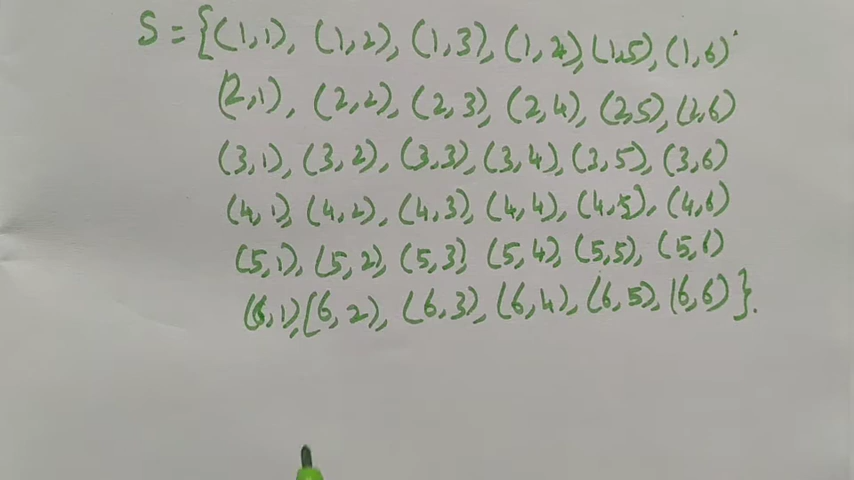 S = {(1,1), (1,2), (1,3), (1,4), (1,5), (1,6)
(2,1), (2,2), (2,3), (2,4), (2,5), (2,6)
(3,1), (3,2), (3,3), (3,4), (3,5), (3,6)
(4,1), (4,2), (4,3), (4,4), (4,5), (4,6)
(5,1), (5,2), (5,3) (5,4), (5,5), (5,6)
(6,1), (6,2), (6,3), (6,4), (6,5), (6,6)}.